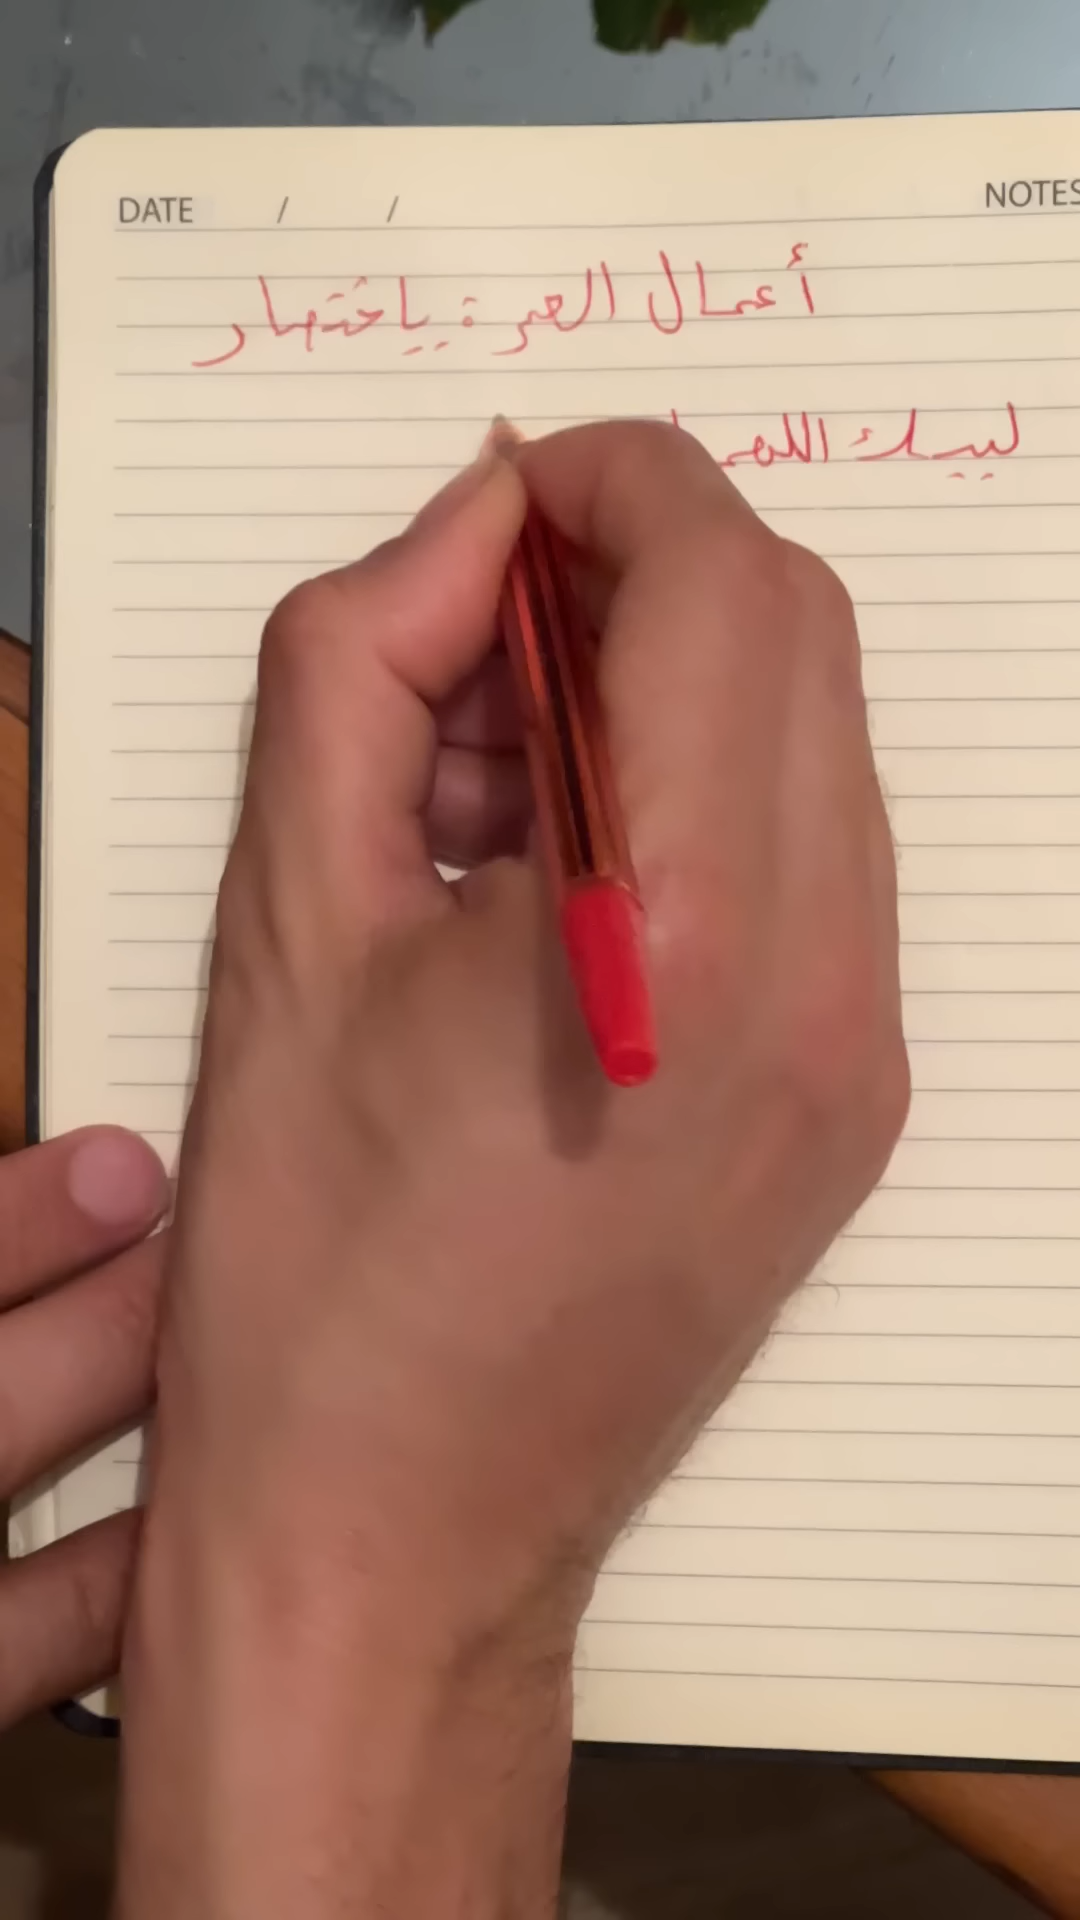 DATE / / NOTES
أعمال العمرة باختصار
لبيك اللهم